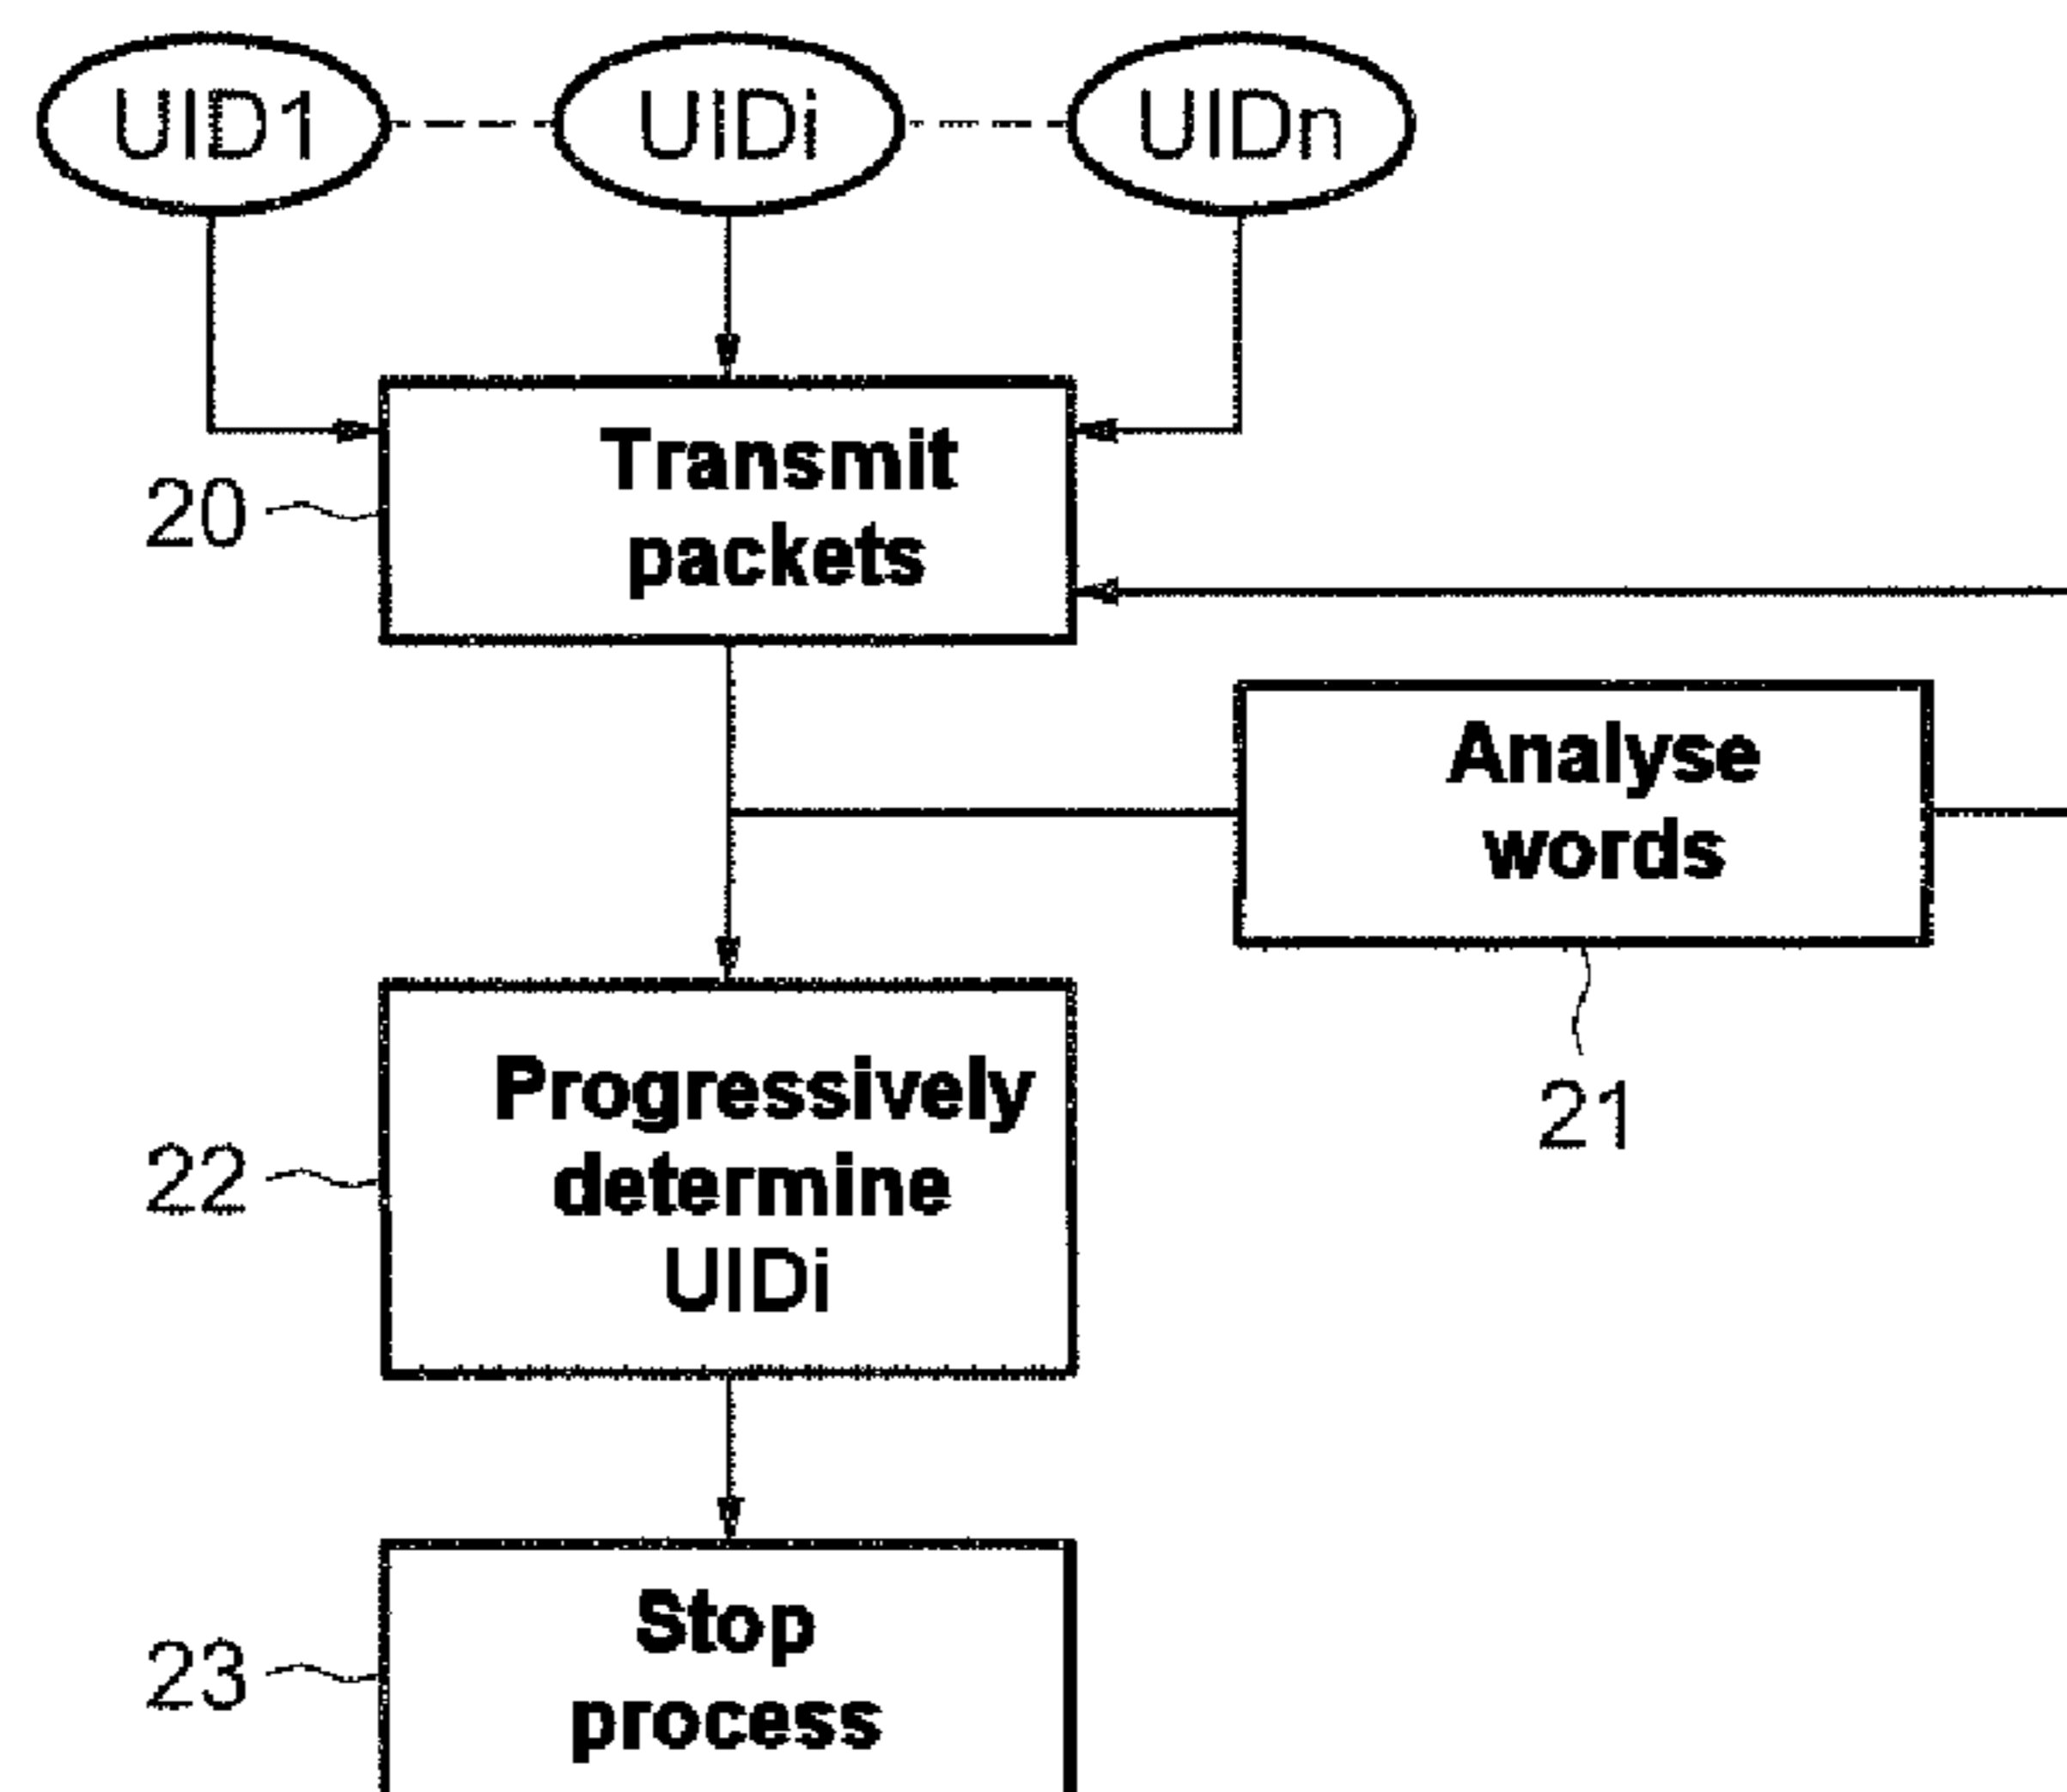 UID1 UIDi UIDn
Transmit
packets
20
Analyse
words
21
Progressively
determine
UIDi
22
Stop
process
23